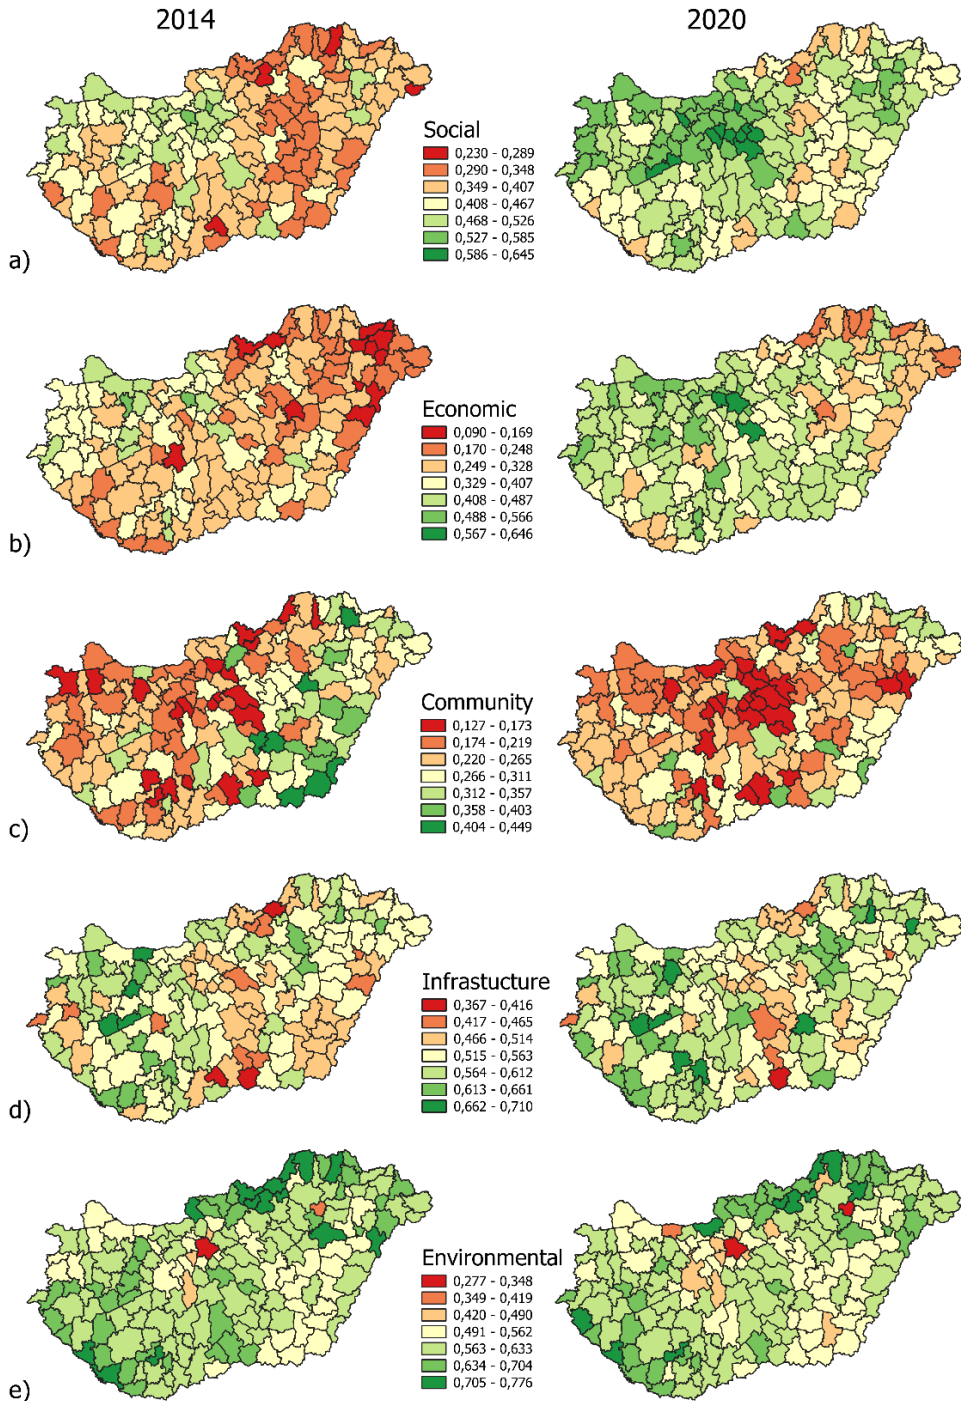 2014
2020
Social
0,230 - 0,289
0,290 - 0,348
0,349 - 0,407
0,408 - 0,467
0,468 - 0,526
0,527 - 0,585
0,586 - 0,645
a)
Economic
0,090 - 0,169
0,170 - 0,248
0,249 - 0,328
0,329 - 0,407
0,408 - 0,487
0,488 - 0,566
0,567 - 0,646
b)
Community
0,127 - 0,173
0,174 - 0,219
0,220 - 0,265
0,266 - 0,311
0,312 - 0,357
0,358 - 0,403
0,404 - 0,449
c)
Infrastucture
0,367 - 0,416
0,417 - 0,465
0,466 - 0,514
0,515 - 0,563
0,564 - 0,612
0,613 - 0,661
0,662 - 0,710
d)
Environmental
0,277 - 0,348
0,349 - 0,419
0,420 - 0,490
0,491 - 0,562
0,563 - 0,633
0,634 - 0,704
0,705 - 0,776
e)